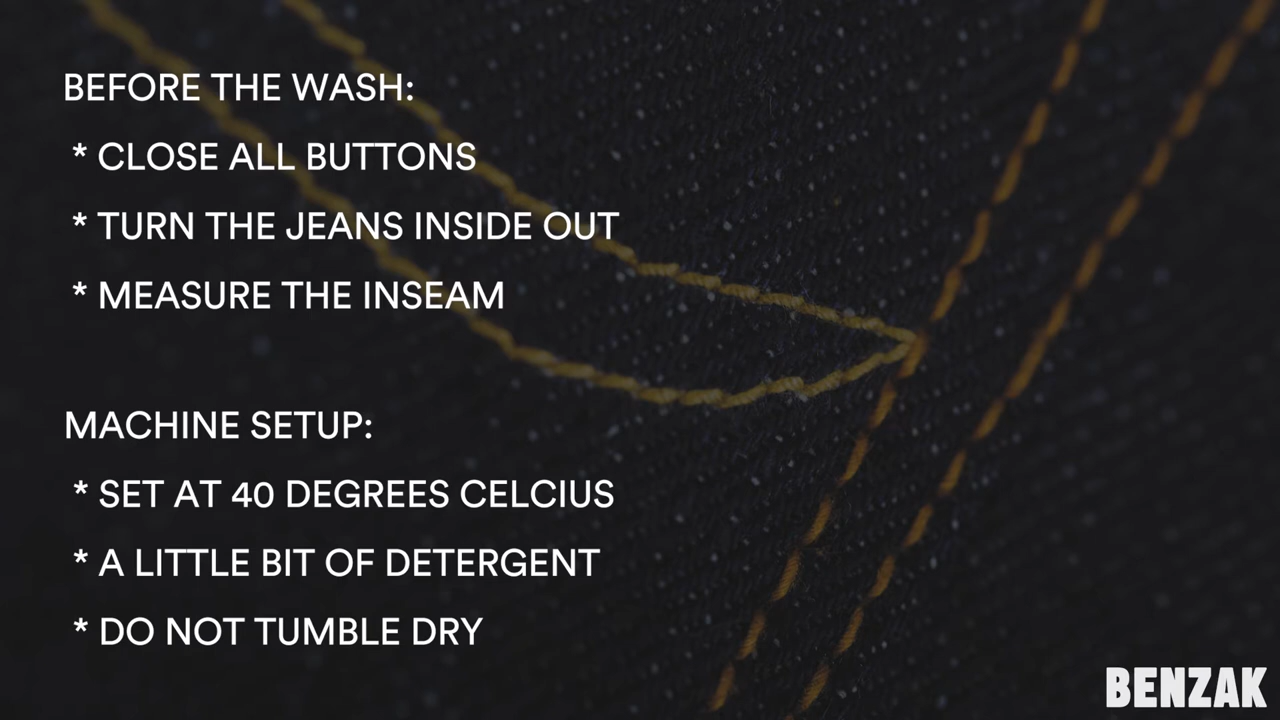 BEFORE THE WASH:
* CLOSE ALL BUTTONS
* TURN THE JEANS INSIDE OUT
* MEASURE THE INSEAM
MACHINE SETUP:
* SET AT 40 DEGREES CELCIUS
* A LITTLE BIT OF DETERGENT
* DO NOT TUMBLE DRY
BENZAK